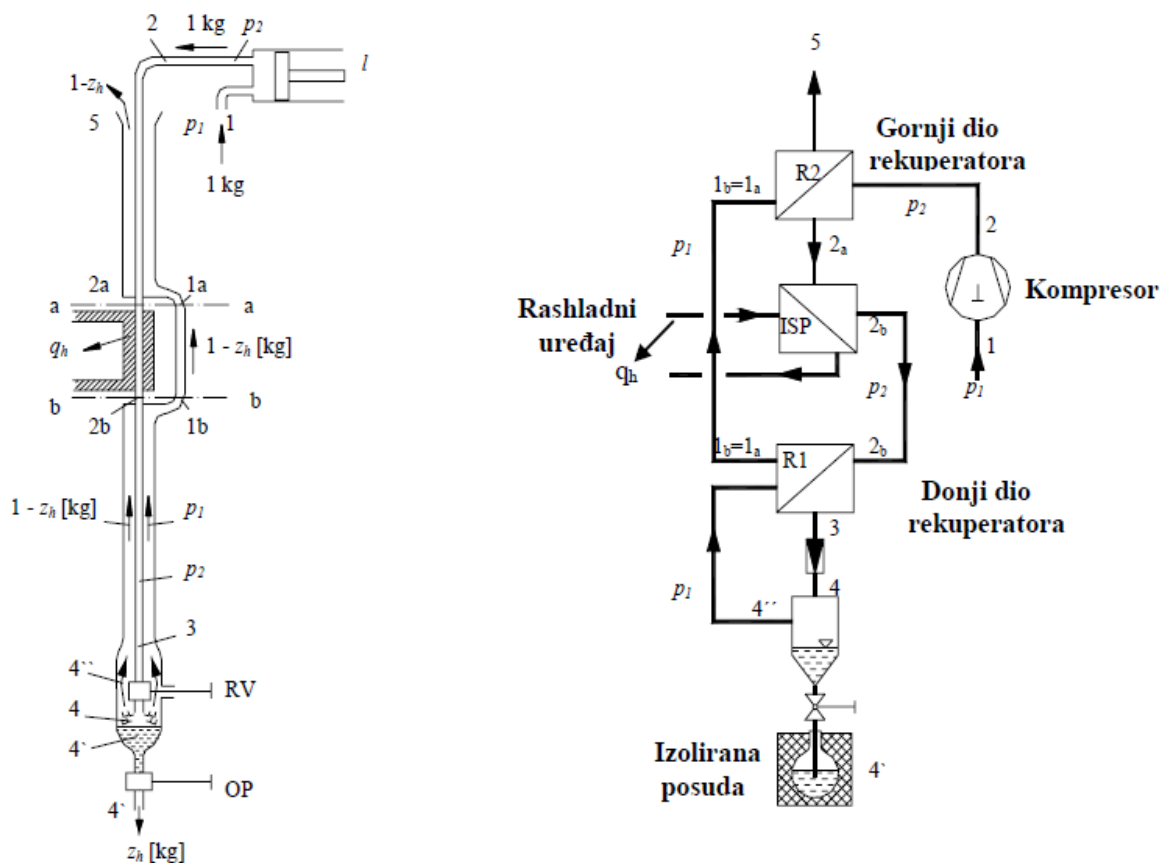 1 kg
2
p2
l
1-zh
5
p1
1
1 kg
2a
1a
a
a
qh
1 - zh [kg]
b
b
2b
1b
1 - zh [kg]
p1
p2
3
4``
RV
4
4`
OP
4`
zh [kg]
5
Gornji dio
rekuperatora
R2
1b=1a
p2
2
p1
2a
Kompresor
Rashladni
uređaj
ISP
2b
qh
1
p1
p2
1b=1a
2b
R1
Donji dio
rekuperatora
3
p1
4
4´´
Izolirana
posuda
4`